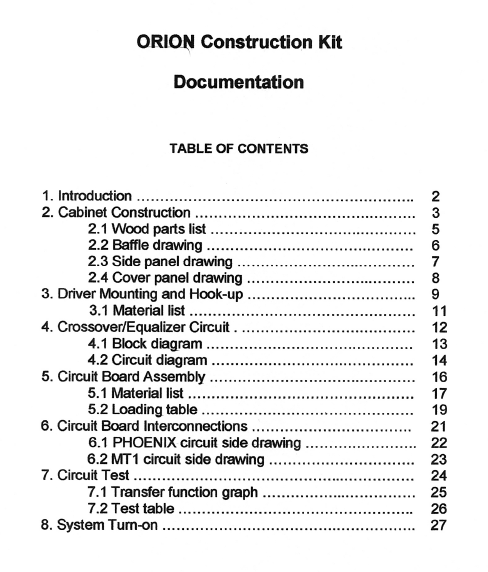 ORION Construction Kit
Documentation
TABLE OF CONTENTS
1. Introduction ................................................................ 2
2. Cabinet Construction .................................................. 3
2.1 Wood parts list ................................................ 5
2.2 Baffle drawing ................................................ 6
2.3 Side panel drawing ........................................ 7
2.4 Cover panel drawing ...................................... 8
3. Driver Mounting and Hook-up ...................................... 9
3.1 Material list .................................................... 11
4. Crossover/Equalizer Circuit . ........................................ 12
4.1 Block diagram ................................................ 13
4.2 Circuit diagram .............................................. 14
5. Circuit Board Assembly ................................................ 16
5.1 Material list .................................................... 17
5.2 Loading table ................................................ 19
6. Circuit Board Interconnections ...................................... 21
6.1 PHOENIX circuit side drawing .......................... 22
6.2 MT1 circuit side drawing .................................. 23
7. Circuit Test .................................................................. 24
7.1 Transfer function graph .................................... 25
7.2 Test table ...................................................... 26
8. System Turn-on ............................................................ 27